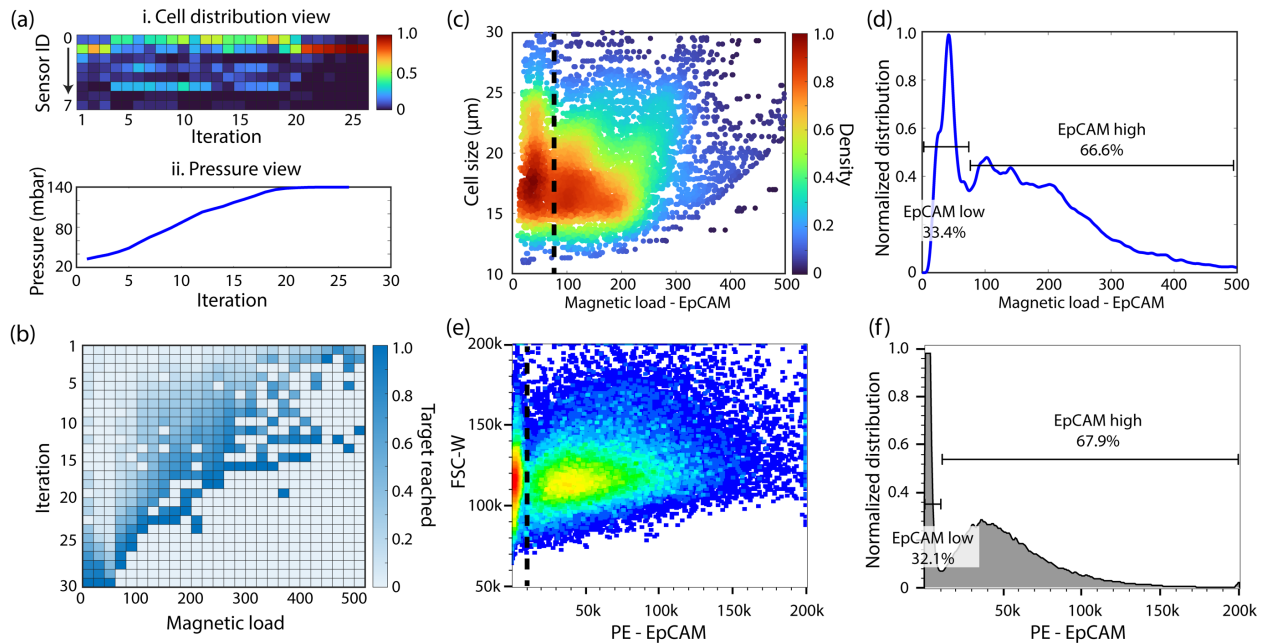 (a)
i. Cell distribution view
Sensor ID
0
7
1 5 10 15 20 25
Iteration
1.0
0.5
0
ii. Pressure view
Pressure (mbar)
140
80
20
0 5 10 15 20 25 30
Iteration
(b)
Iteration
1
5
10
15
20
25
30
0 100 200 300 400 500
Magnetic load
1.0
0.8
0.6
0.4
0.2
0
Target reached
(c)
Cell size (μm)
30
25
20
15
10
0 100 200 300 400 500
Magnetic load - EpCAM
1.0
0.8
0.6
0.4
0.2
0
Density
(d)
Normalized distribution
1.0
0.8
0.6
0.4
0
EpCAM high
66.6%
EpCAM low
33.4%
0 100 200 300 400 500
Magnetic load - EpCAM
(e)
FSC-W
200k
150k
100k
50k
50k 100k 150k 200k
PE - EpCAM
(f)
Normalized distribution
1.0
0.8
0.6
0.4
0
EpCAM high
67.9%
EpCAM low
32.1%
50k 100k 150k 200k
PE - EpCAM